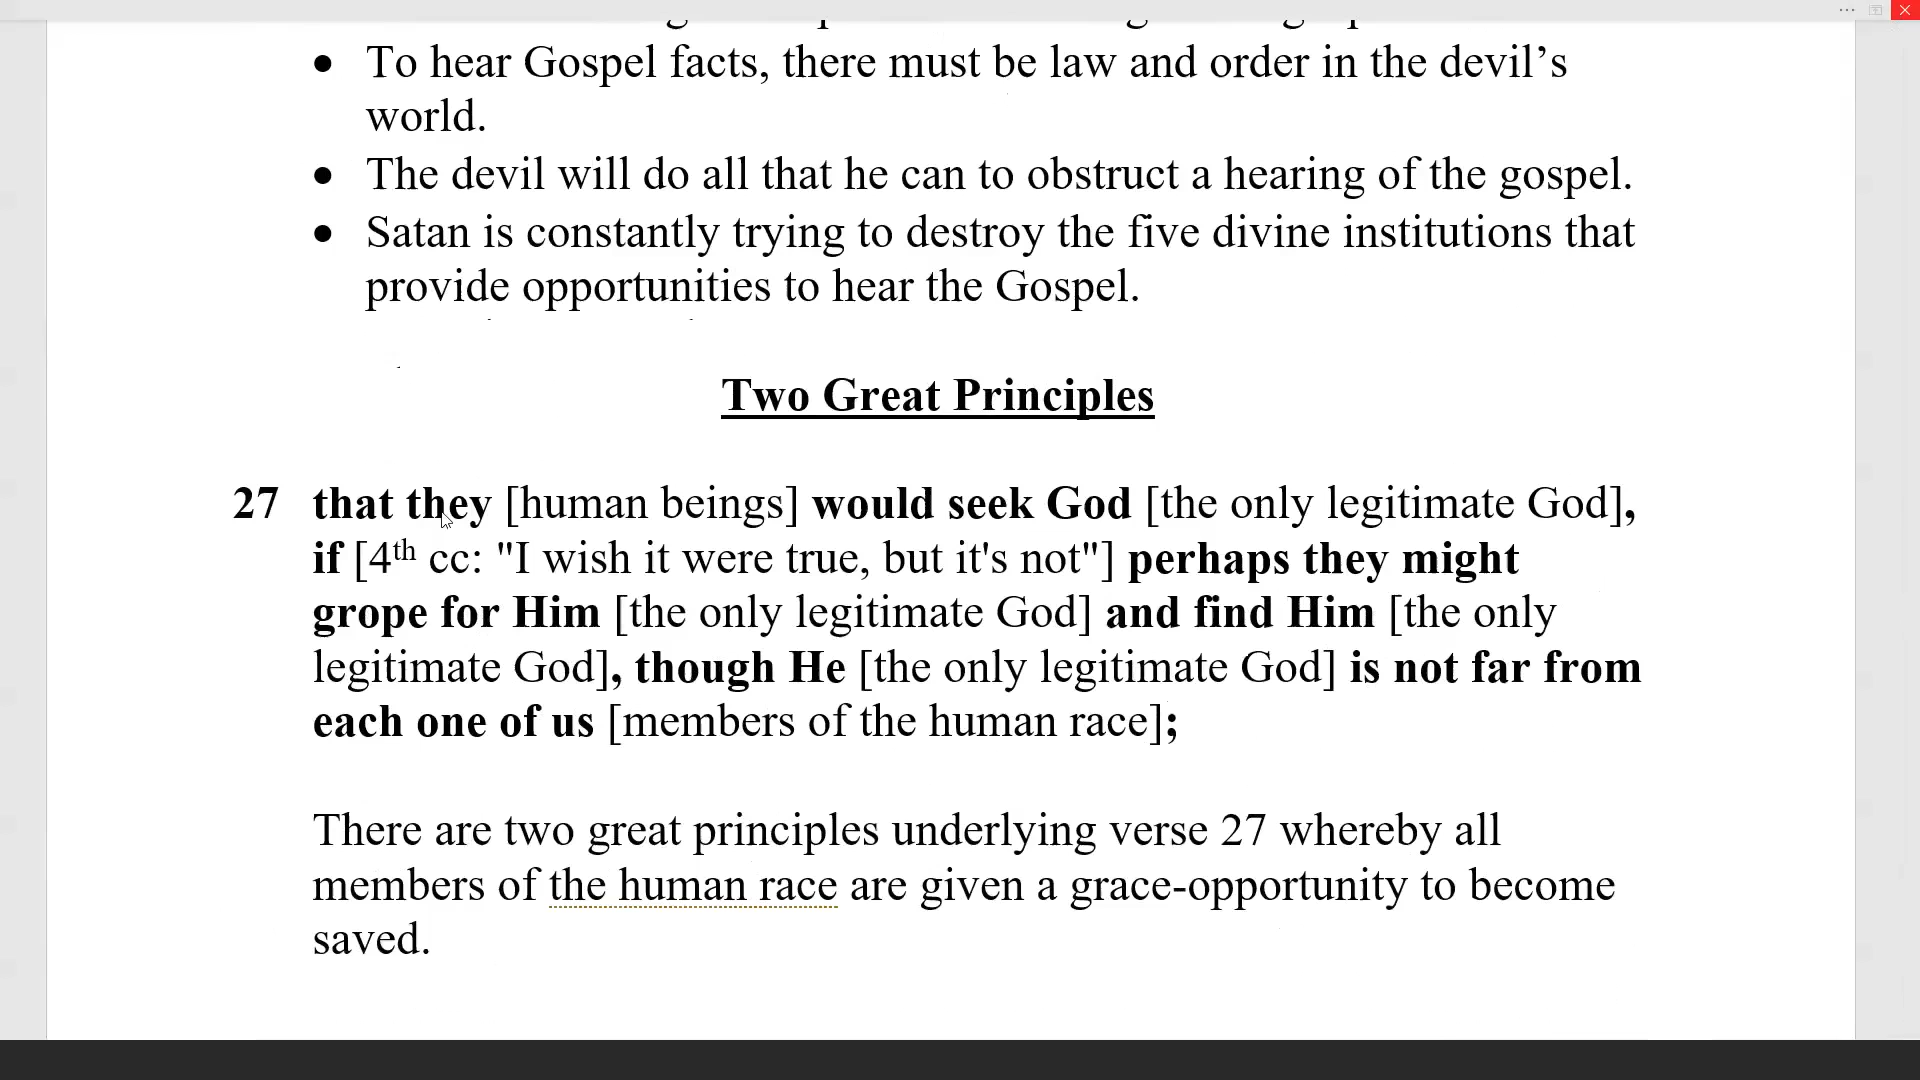 • To hear Gospel facts, there must be law and order in the devil’s
world.
• The devil will do all that he can to obstruct a hearing of the gospel.
• Satan is constantly trying to destroy the five divine institutions that
provide opportunities to hear the Gospel.
Two Great Principles
27 that they [human beings] would seek God [the only legitimate God],
if [4th cc: "I wish it were true, but it's not"] perhaps they might
grope for Him [the only legitimate God] and find Him [the only
legitimate God], though He [the only legitimate God] is not far from
each one of us [members of the human race];
There are two great principles underlying verse 27 whereby all
members of the human race are given a grace-opportunity to become
saved.